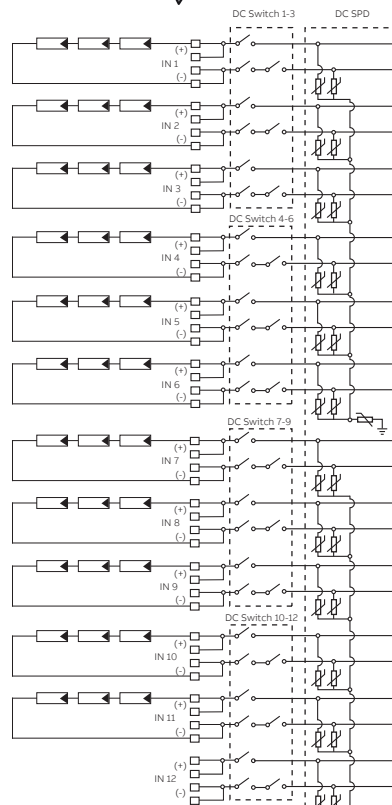 DC Switch 1-3 DC SPD
(+)
IN 1
(-)
(+)
IN 2
(-)
(+)
IN 3
(-)
DC Switch 4-6
(+)
IN 4
(-)
(+)
IN 5
(-)
(+)
IN 6
(-)
DC Switch 7-9
(+)
IN 7
(-)
(+)
IN 8
(-)
(+)
IN 9
(-)
DC Switch 10-12
(+)
IN 10
(-)
(+)
IN 11
(-)
(+)
IN 12
(-)